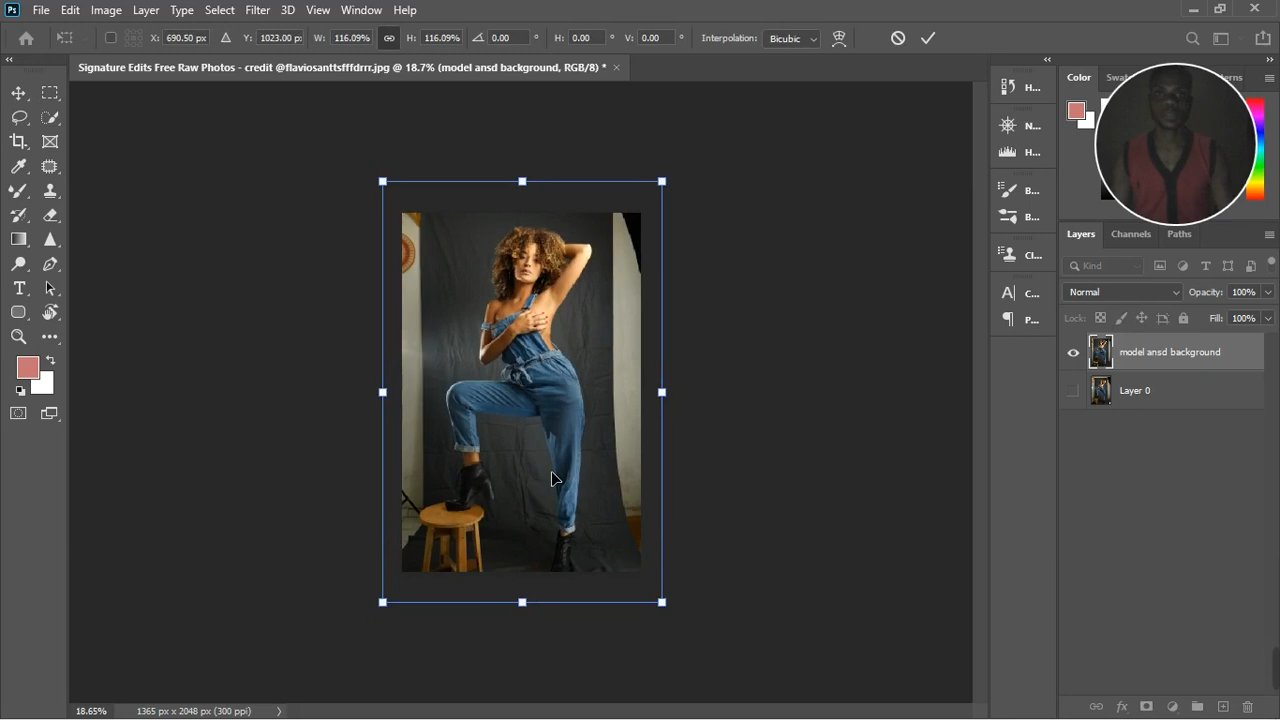 Ps File Edit Image Layer Type Select Filter 3D View Window Help
X: 690.50 px Y: 1023.00 px W: 116.09% H: 116.09% 0.00 ° H: 0.00 ° V: 0.00 ° Interpolation: Bicubic
Signature Edits Free Raw Photos - credit @flaviosanttsfffdrrr.jpg @ 18.7% (model ansd background, RGB/8) *
Color
H...
N...
H...
B...
B...
Cl...
C...
P...
Layers Channels Paths
Kind
Normal Opacity: 100%
Lock: Fill: 100%
model ansd background
Layer 0
18.65% 1365 px x 2048 px (300 ppi)